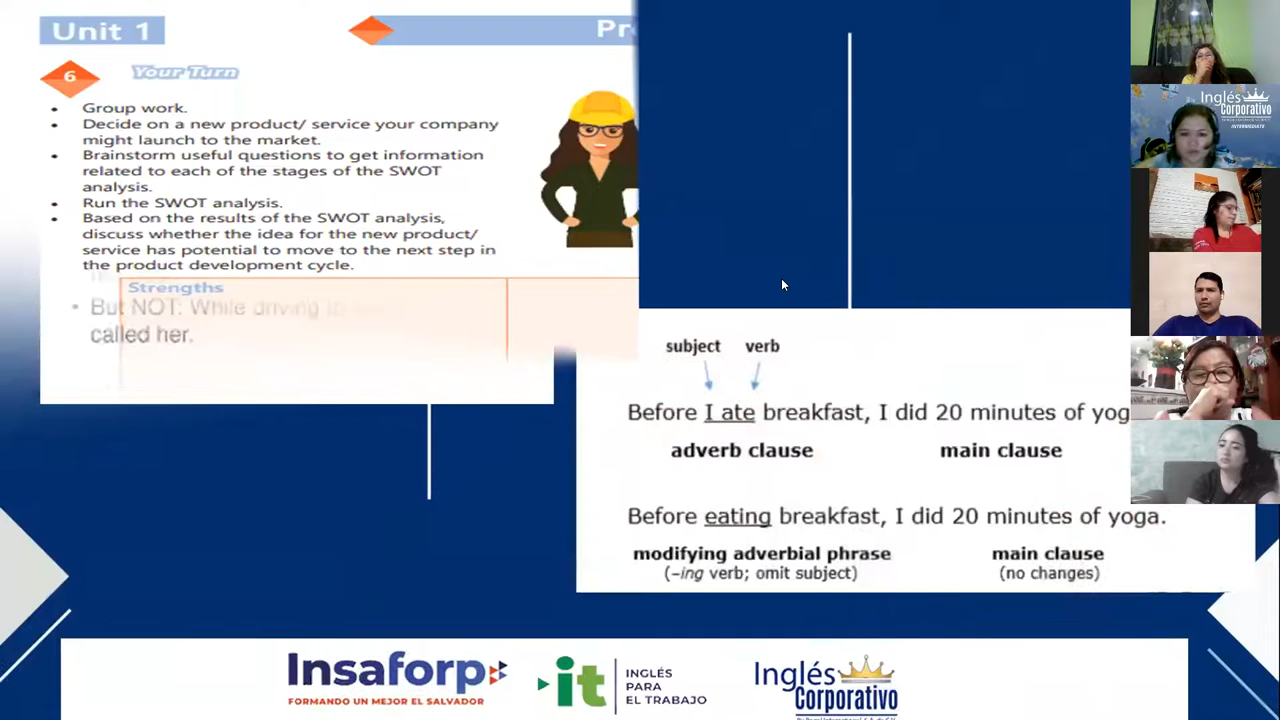 Unit 1
Pr
6
Your Turn
• Group work.
• Decide on a new product/ service your company
might launch to the market.
• Brainstorm useful questions to get information
related to each of the stages of the SWOT
analysis.
• Run the SWOT analysis.
• Based on the results of the SWOT analysis,
discuss whether the idea for the new product/
service has potential to move to the next step in
the product development cycle.
Strengths
• But NOT: While driving
called her.
subject verb
Before I ate breakfast, I did 20 minutes of yog
adverb clause main clause
Before eating breakfast, I did 20 minutes of yoga.
modifying adverbial phrase main clause
(–ing verb; omit subject) (no changes)
Inglés
Corporativo
INTERMEDIATE
Insaforp
FORMANDO UN MEJOR EL SALVADOR
it
INGLÉS
PARA
EL TRABAJO
Inglés
Corporativo